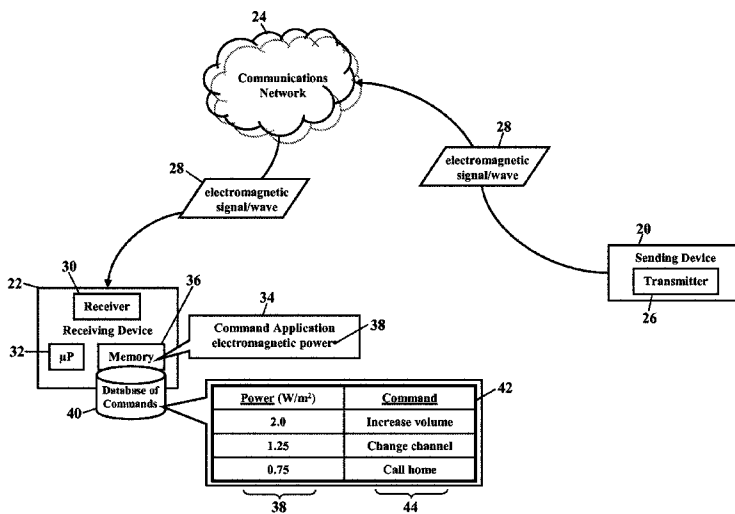 24
Communications
Network
28
electromagnetic
signal/wave
28
electromagnetic
signal/wave
20
Sending Device
Transmitter
26
22
30
36
Receiver
Receiving Device
32
µP
Memory
34
Command Application
electromagnetic power
38
Database of
Commands
40
42
Power (W/m²) Command
2.0 Increase volume
1.25 Change channel
0.75 Call home
38 44